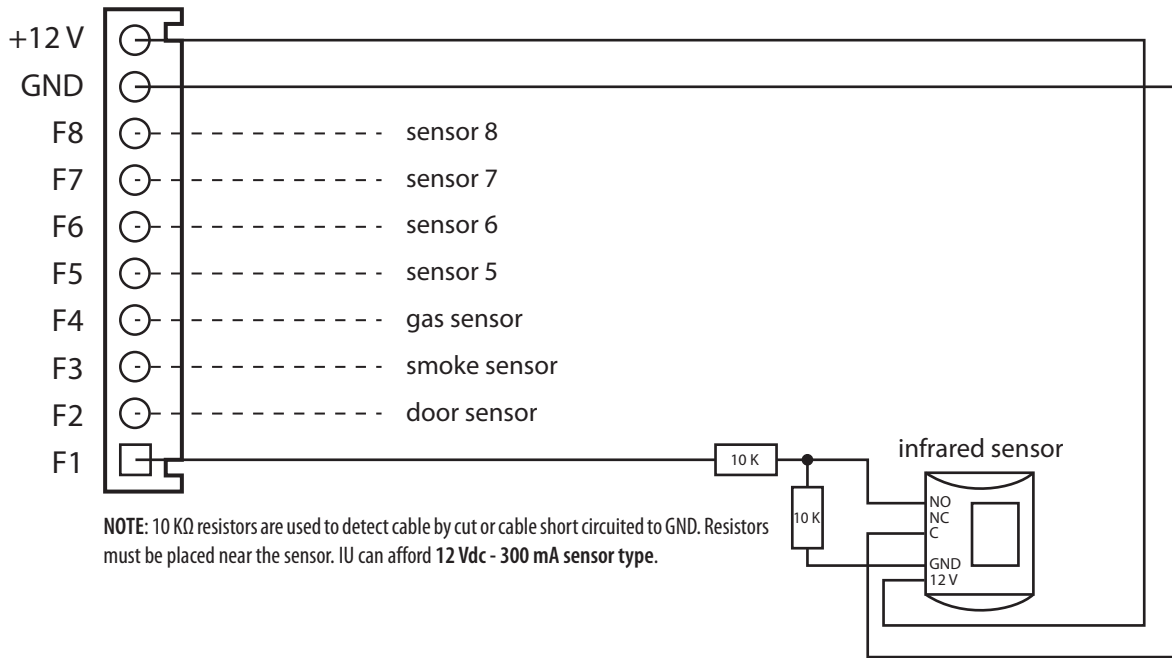 +12 V
GND
F8 sensor 8
F7 sensor 7
F6 sensor 6
F5 sensor 5
F4 gas sensor
F3 smoke sensor
F2 door sensor
F1
10 K
10 K
infrared sensor
NO
NC
C
GND
12 V
NOTE: 10 KΩ resistors are used to detect cable by cut or cable short circuited to GND. Resistors
must be placed near the sensor. IU can afford 12 Vdc - 300 mA sensor type.